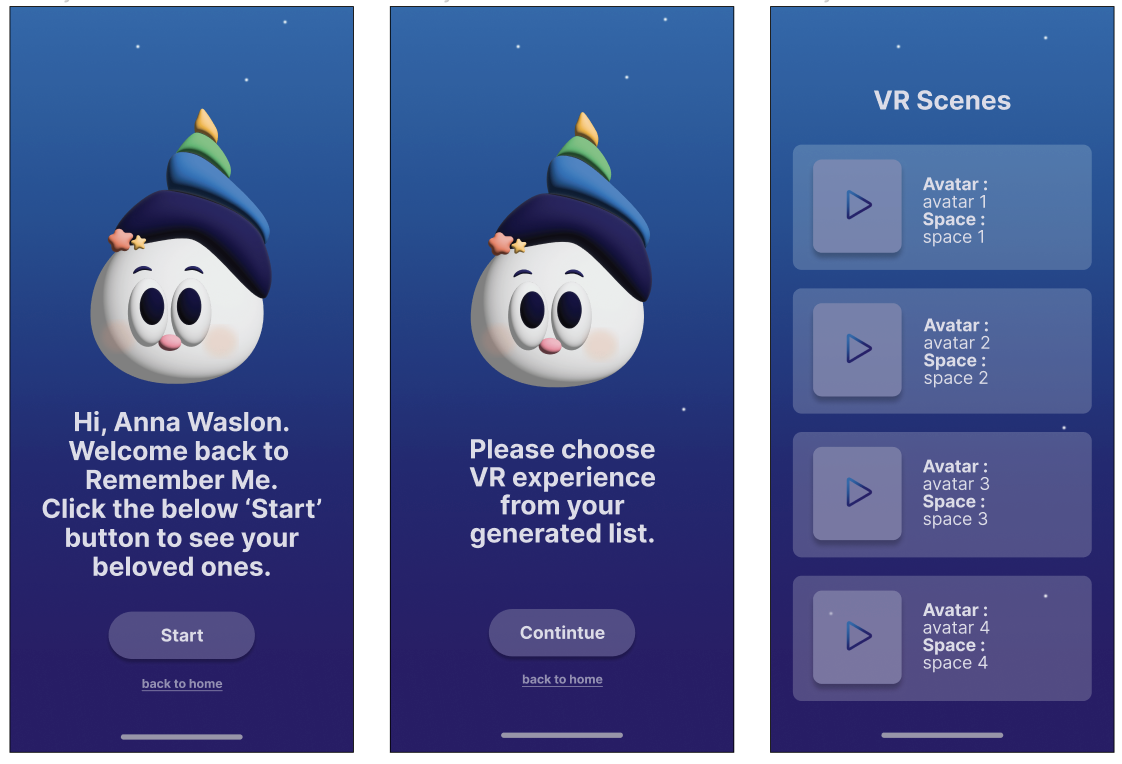 Hi, Anna Waslon.
Welcome back to
Remember Me.
Click the below ‘Start’
button to see your
beloved ones.
Start
back to home
Please choose
VR experience
from your
generated list.
Contintue
back to home
VR Scenes
Avatar :
avatar 1
Space :
space 1
Avatar :
avatar 2
Space :
space 2
Avatar :
avatar 3
Space :
space 3
Avatar :
avatar 4
Space :
space 4